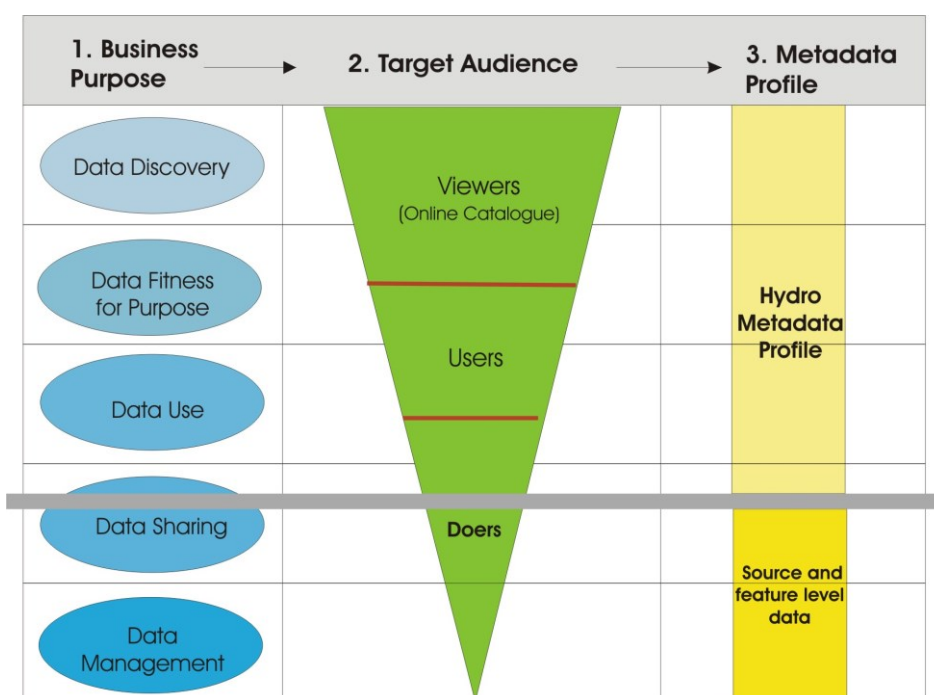 1. Business
Purpose
2. Target Audience
3. Metadata
Profile
Data Discovery
Viewers
(Online Catalogue)
Data Fitness
for Purpose
Hydro
Metadata
Profile
Users
Data Use
Data Sharing
Doers
Source and
feature level
data
Data
Management